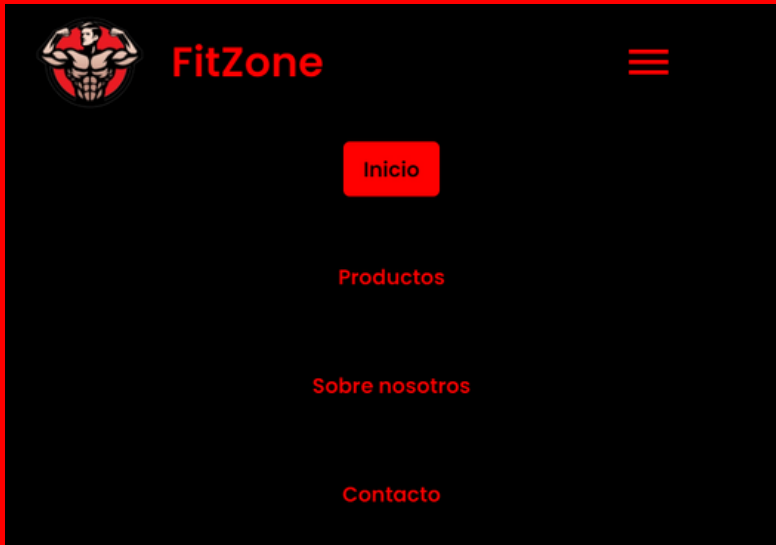 FitZone
Inicio
Productos
Sobre nosotros
Contacto